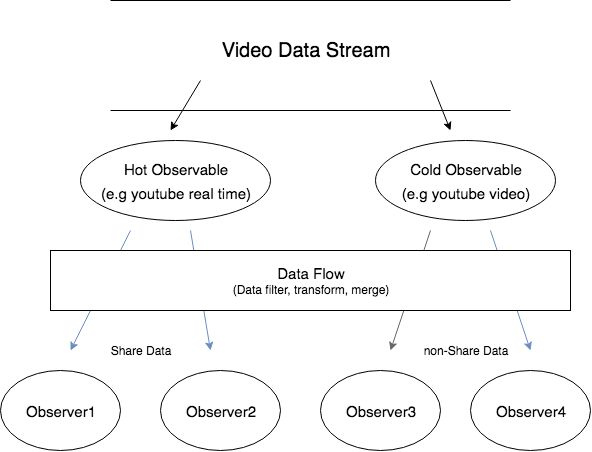 Video Data Stream
Hot Observable
(e.g youtube real time)
Cold Observable
(e.g youtube video)
Data Flow
(Data filter, transform, merge)
Share Data
non-Share Data
Observer1
Observer2
Observer3
Observer4